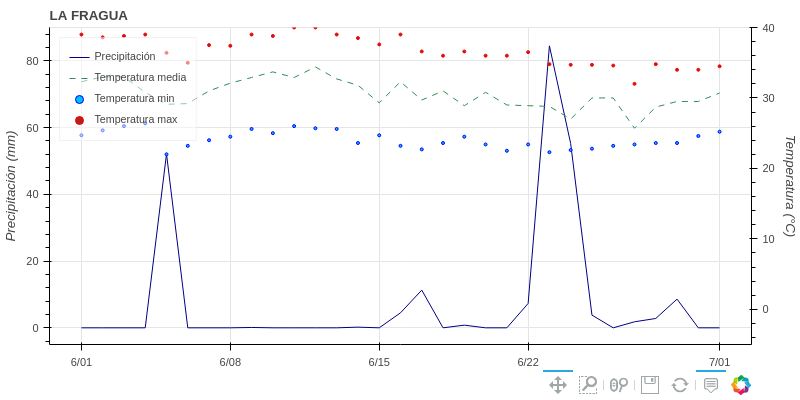 LA FRAGUA
Precipitación (mm)
80
60
40
20
0
Precipitación
Temperatura media
Temperatura min
Temperatura max
40
30
20
10
0
Temperatura (°C)
6/01
6/08
6/15
6/22
7/01